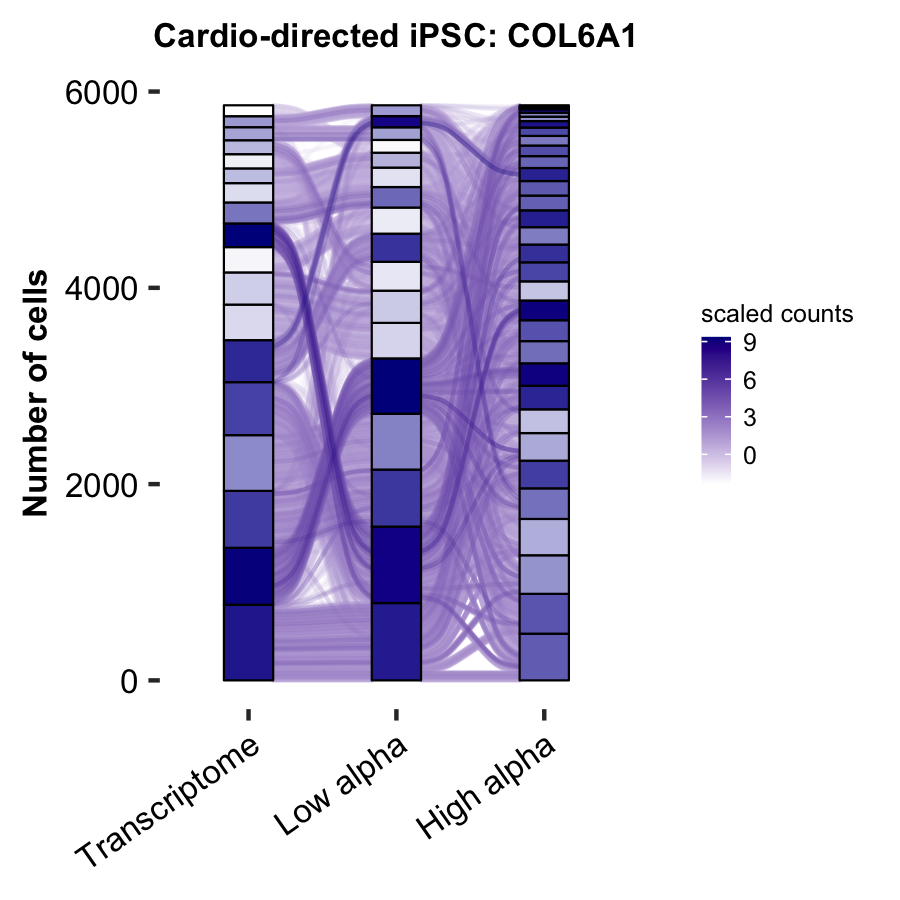 Cardio-directed iPSC: COL6A1
Number of cells
6000
4000
2000
0
Transcriptome
Low alpha
High alpha
scaled counts
9
6
3
0